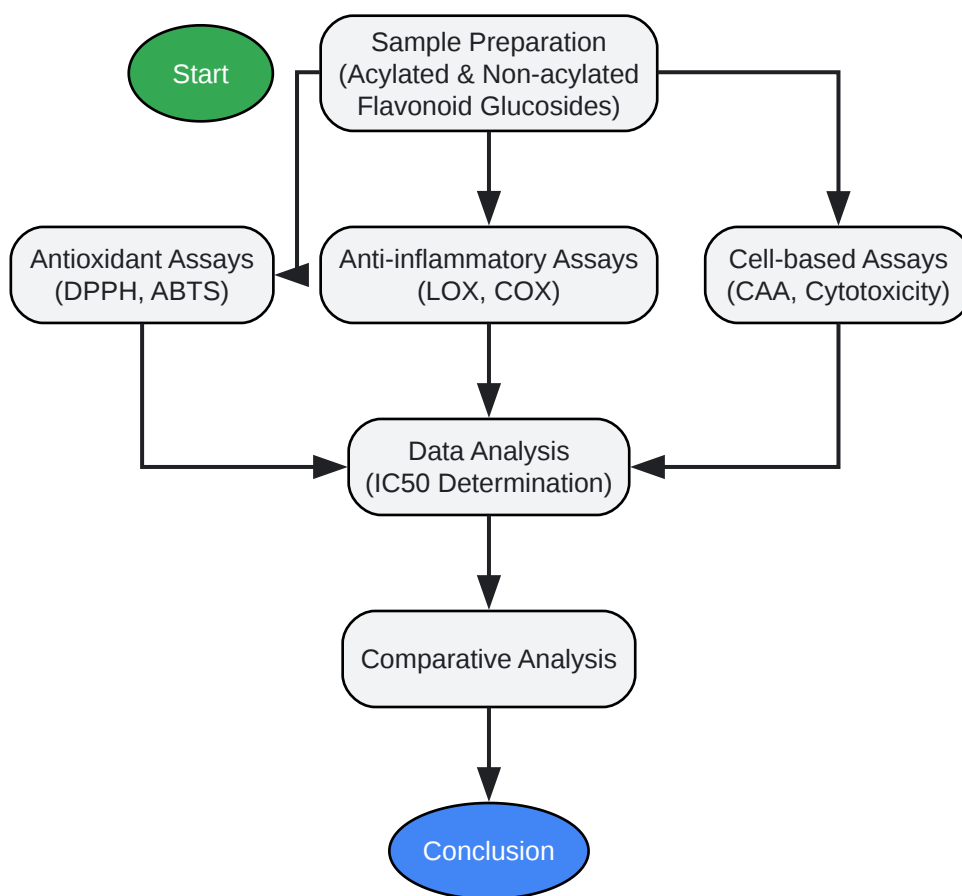 Start
Sample Preparation
(Acylated & Non-acylated
Flavonoid Glucosides)
Antioxidant Assays
(DPPH, ABTS)
Anti-inflammatory Assays
(LOX, COX)
Cell-based Assays
(CAA, Cytotoxicity)
Data Analysis
(IC50 Determination)
Comparative Analysis
Conclusion